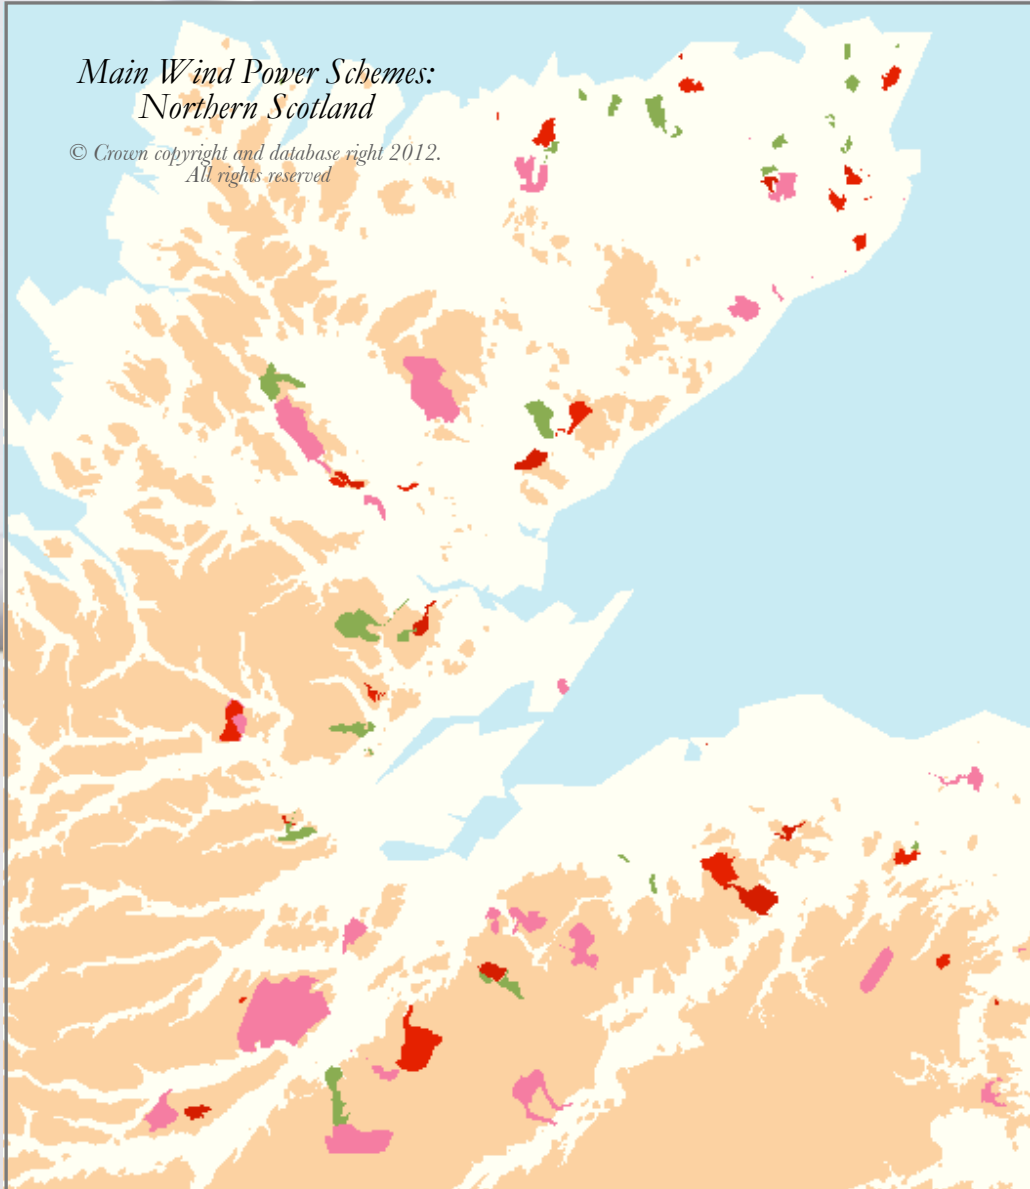 Main Wind Power Schemes:
Northern Scotland
© Crown copyright and database right 2012.
All rights reserved